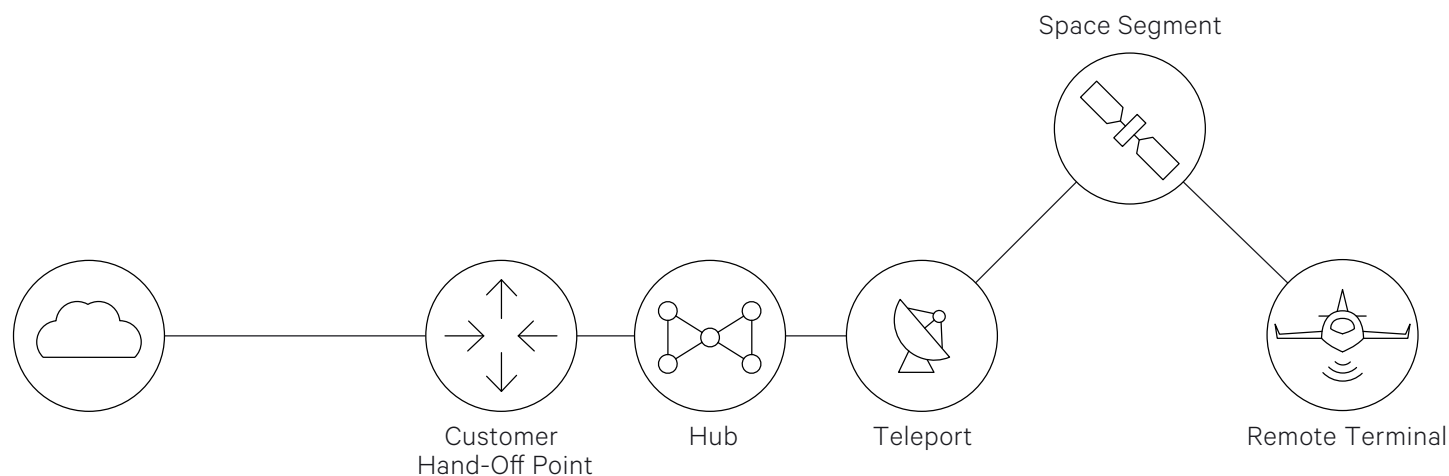 Space Segment
Customer
Hand-Off Point
Hub
Teleport
Remote Terminal